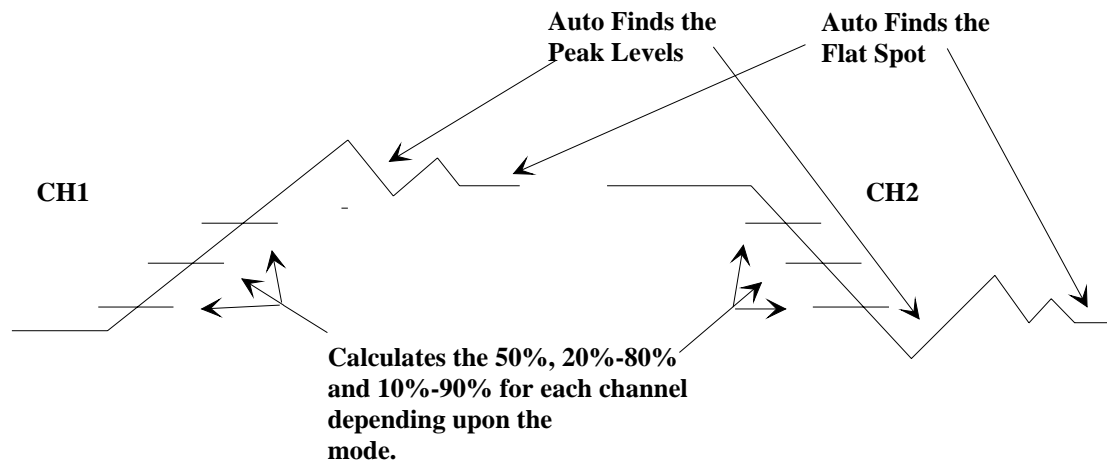 Auto Finds the
Peak Levels
Auto Finds the
Flat Spot
CH1
CH2
Calculates the 50%, 20%-80%
and 10%-90% for each channel
depending upon the
mode.